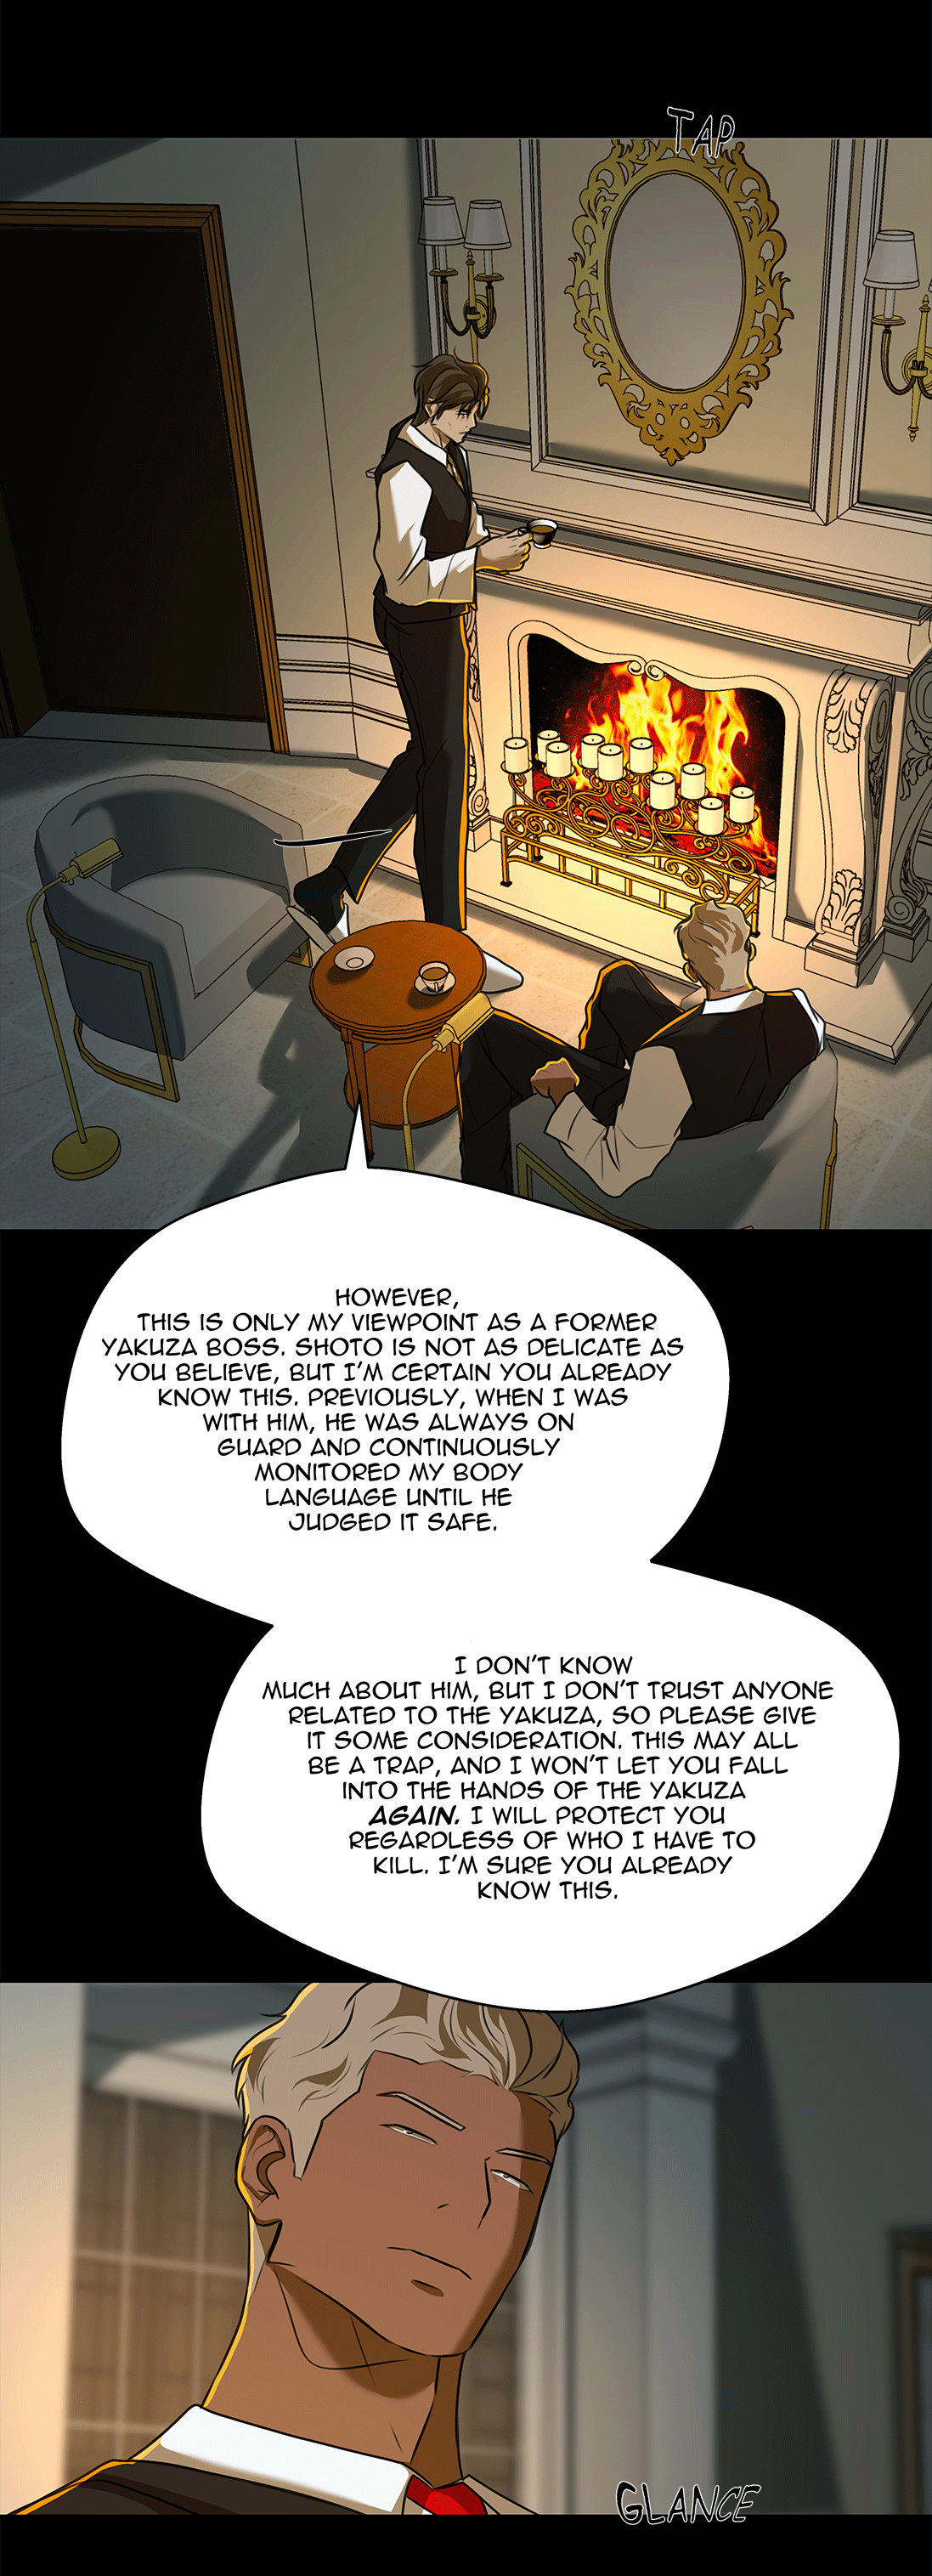 TAP
HOWEVER,
THIS IS ONLY MY VIEWPOINT AS A FORMER
YAKUZA BOSS. SHOTO IS NOT AS DELICATE AS
YOU BELIEVE, BUT I'M CERTAIN YOU ALREADY
KNOW THIS. PREVIOUSLY, WHEN I WAS
WITH HIM, HE WAS ALWAYS ON
GUARD AND CONTINUOUSLY
MONITORED MY BODY
LANGUAGE UNTIL HE
JUDGED IT SAFE.
I DON'T KNOW
MUCH ABOUT HIM, BUT I DON'T TRUST ANYONE
RELATED TO THE YAKUZA, SO PLEASE GIVE
IT SOME CONSIDERATION. THIS MAY ALL
BE A TRAP, AND I WON'T LET YOU FALL
INTO THE HANDS OF THE YAKUZA
AGAIN. I WILL PROTECT YOU
REGARDLESS OF WHO I HAVE TO
KILL. I'M SURE YOU ALREADY
KNOW THIS.
GLANCE